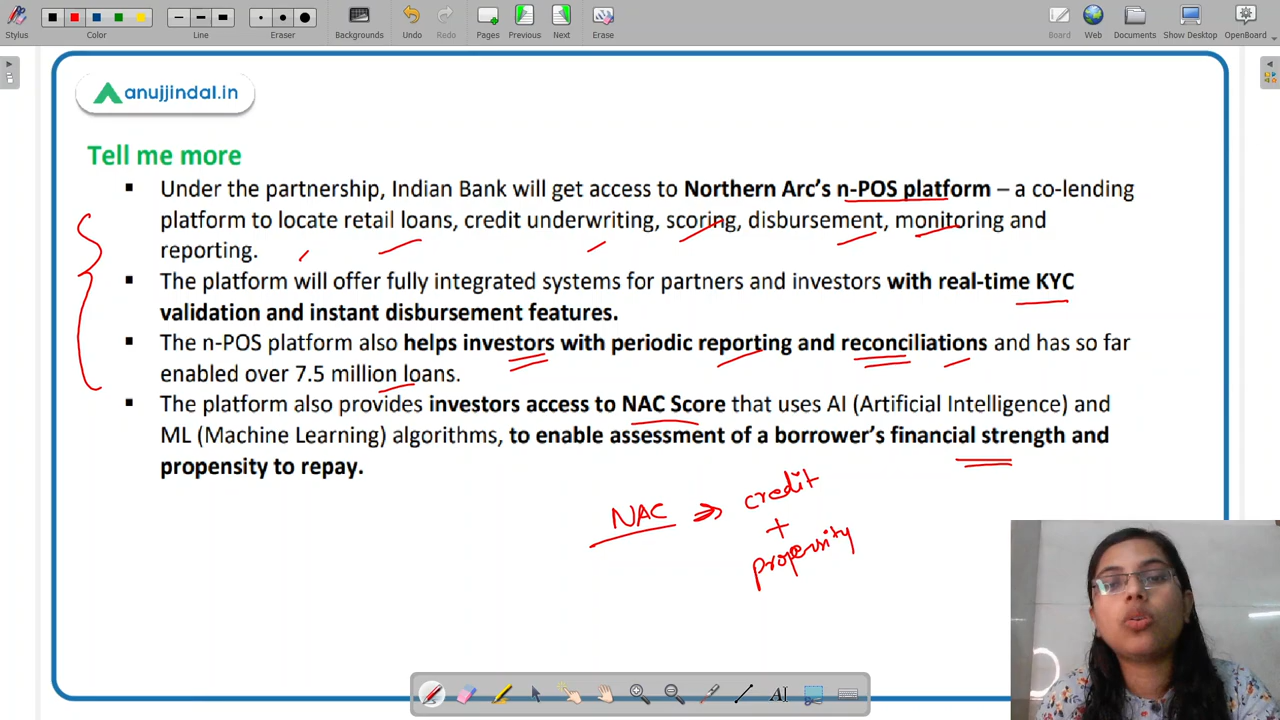 Stylus Color Line Eraser Backgrounds Undo Redo Pages Previous Next Erase Board Web Documents Show Desktop OpenBoard
anujjindal.in
Tell me more
▪ Under the partnership, Indian Bank will get access to Northern Arc's n-POS platform – a co-lending
platform to locate retail loans, credit underwriting, scoring, disbursement, monitoring and
reporting.
▪ The platform will offer fully integrated systems for partners and investors with real-time KYC
validation and instant disbursement features.
▪ The n-POS platform also helps investors with periodic reporting and reconciliations and has so far
enabled over 7.5 million loans.
▪ The platform also provides investors access to NAC Score that uses AI (Artificial Intelligence) and
ML (Machine Learning) algorithms, to enable assessment of a borrower's financial strength and
propensity to repay.
NAC ⇒ credit
+
propensity